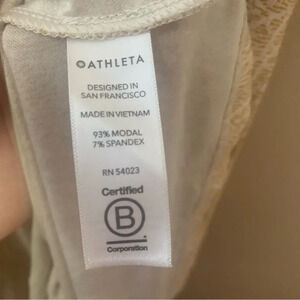 ATHLETA
DESIGNED IN
SAN FRANCISCO
MADE IN VIETNAM
93% MODAL
7% SPANDEX
RN 54023
Certified
B
Corporation